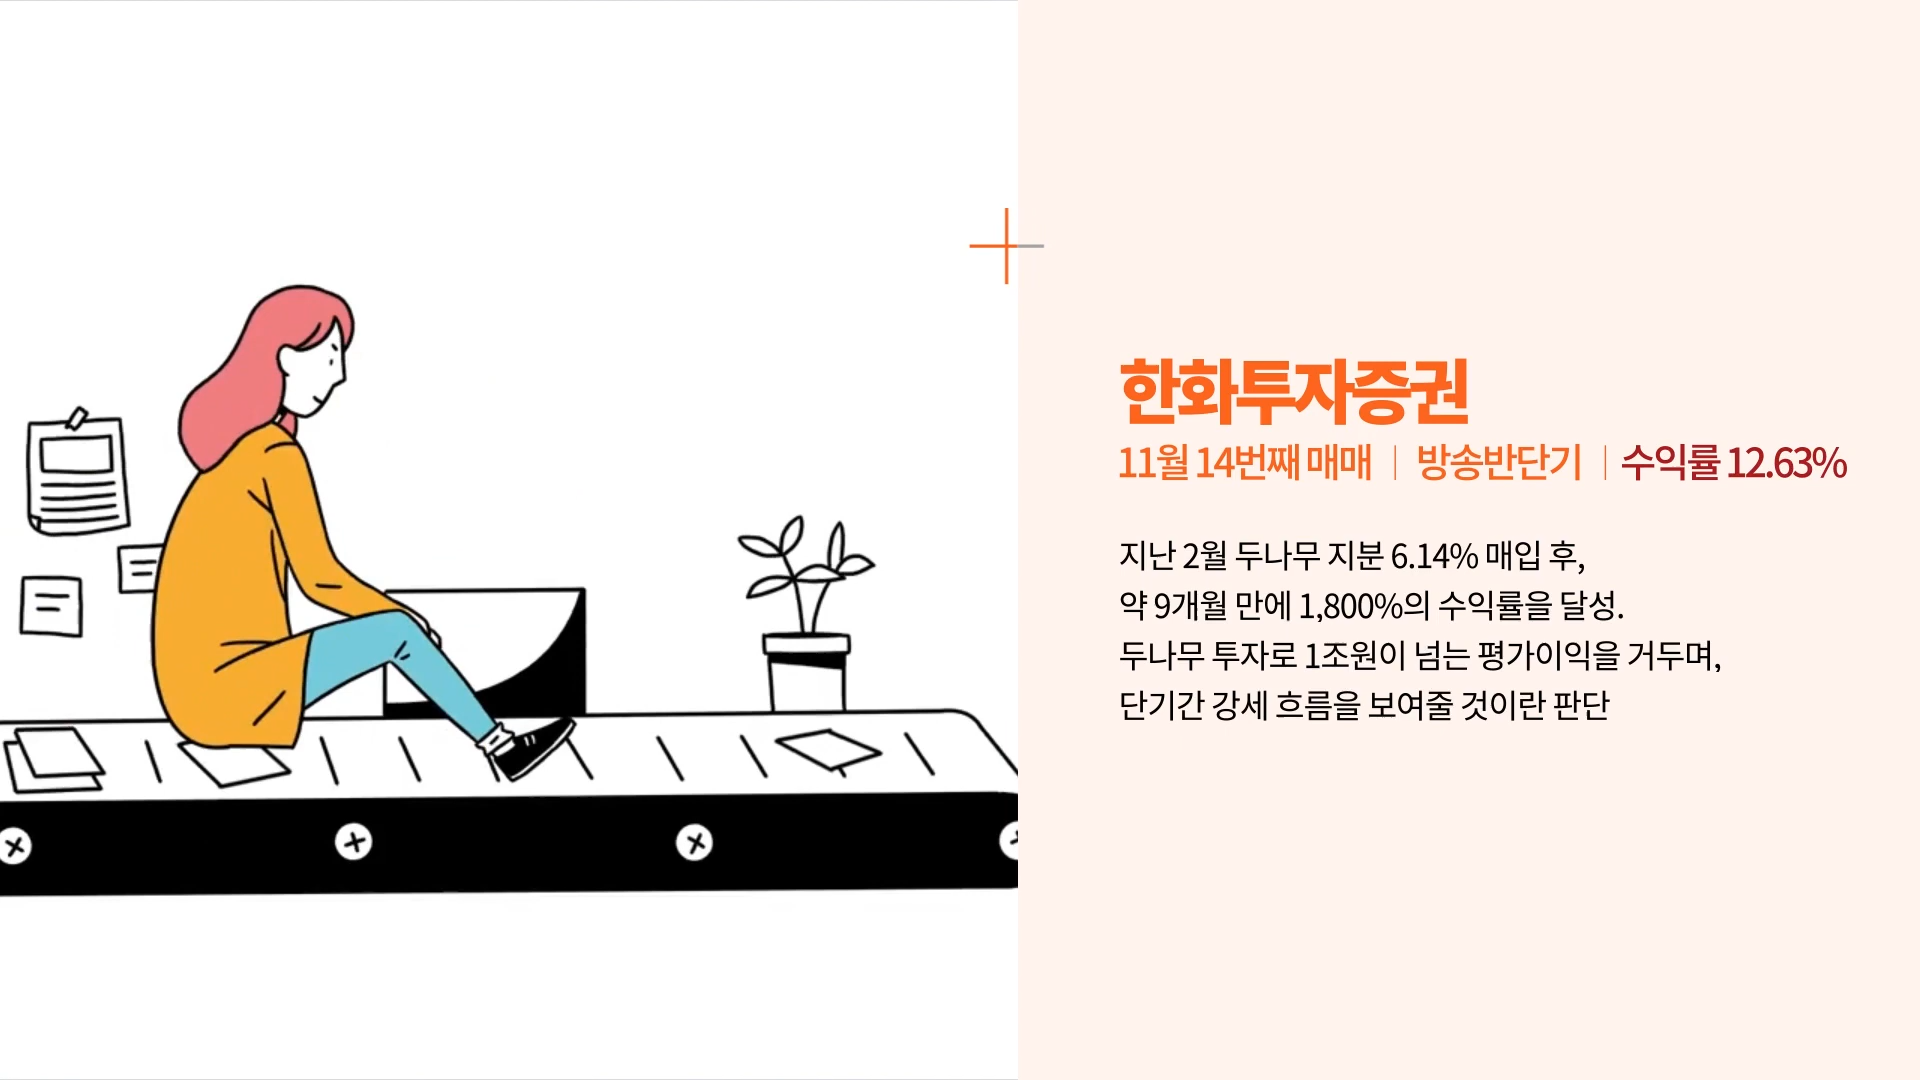 한화투자증권
11월 14번째 매매 | 방송반단기 | 수익률 12.63%
지난 2월 두나무 지분 6.14% 매입 후,
약 9개월 만에 1,800%의 수익률을 달성.
두나무 투자로 1조원이 넘는 평가이익을 거두며,
단기간 강세 흐름을 보여줄 것이란 판단